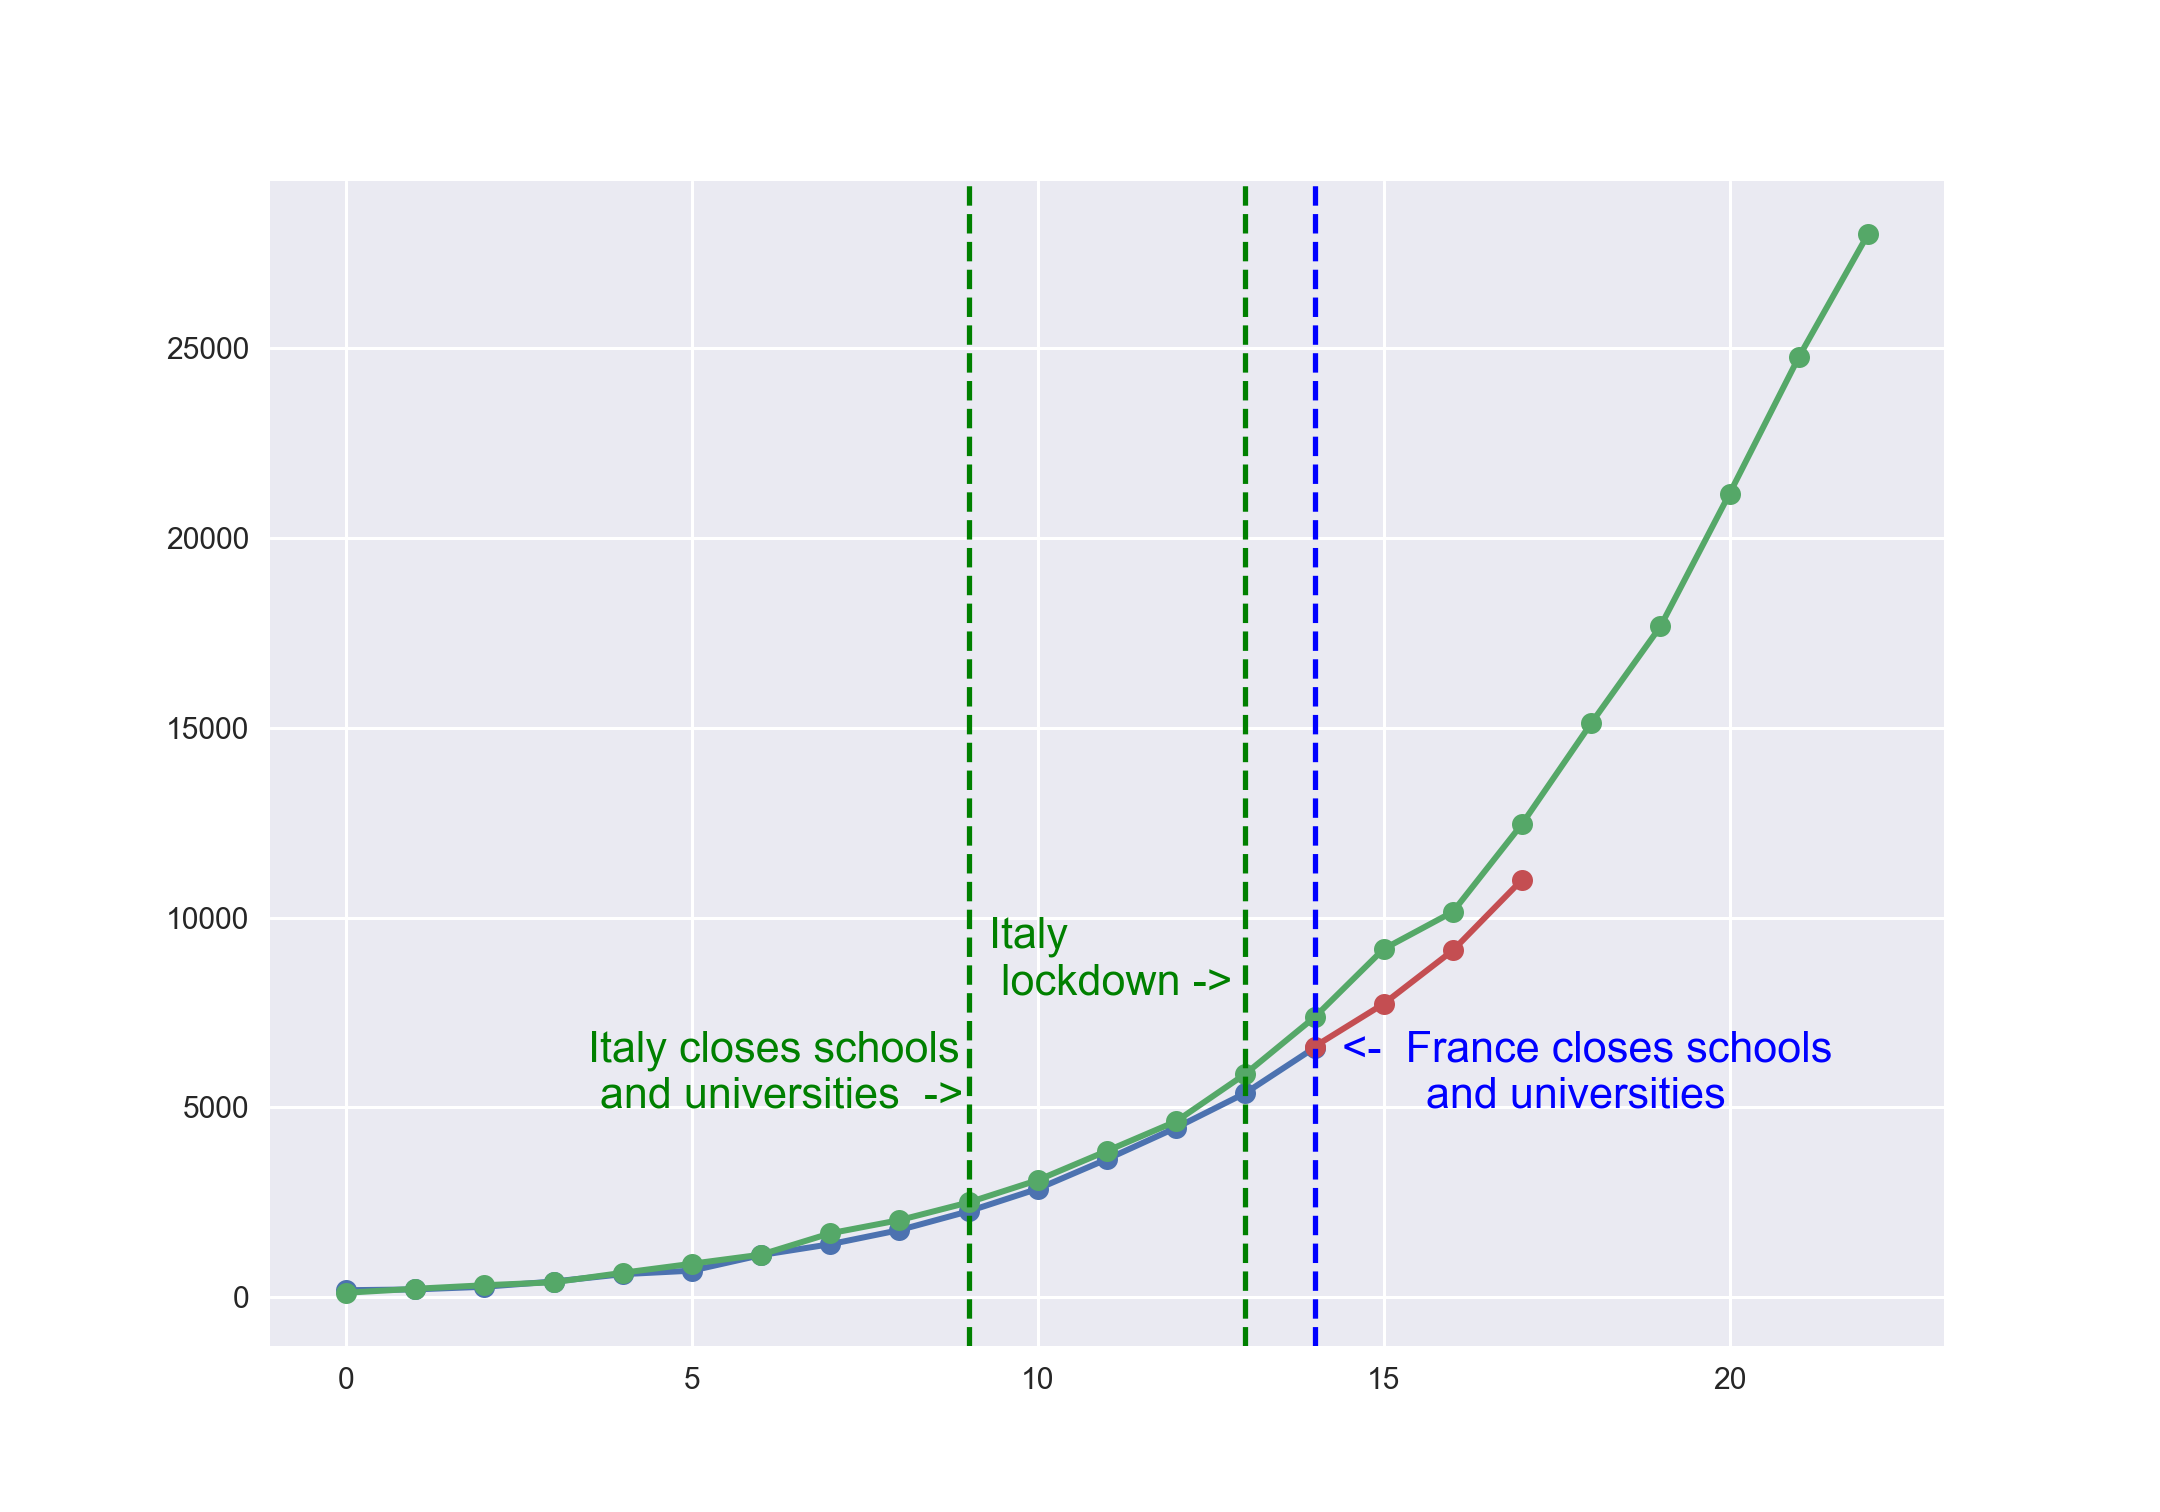 25000
20000
15000
10000
5000
0
Italy
lockdown ->
Italy closes schools
and universities ->
<- France closes schools
and universities
0 5 10 15 20